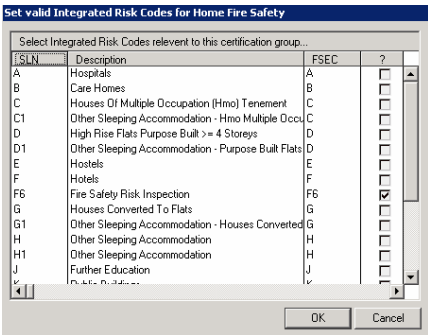 Set valid Integrated Risk Codes for Home Fire Safety
Select Integrated Risk Codes relevent to this certification group...
SLN Description FSEC ?
A Hospitals A
B Care Homes B
C Houses Of Multiple Occupation (Hmo) Tenement C
C1 Other Sleeping Accommodation - Hmo Multiple Occu C
D High Rise Flats Purpose Built >= 4 Storeys D
D1 Other Sleeping Accommodation - Purpose Built Flats D
E Hostels E
F Hotels F
F6 Fire Safety Risk Inspection F6
G Houses Converted To Flats G
G1 Other Sleeping Accommodation - Houses Converted G
H Other Sleeping Accommodation H
H1 Other Sleeping Accommodation H
J Further Education J
K Public Buildings K
OK Cancel